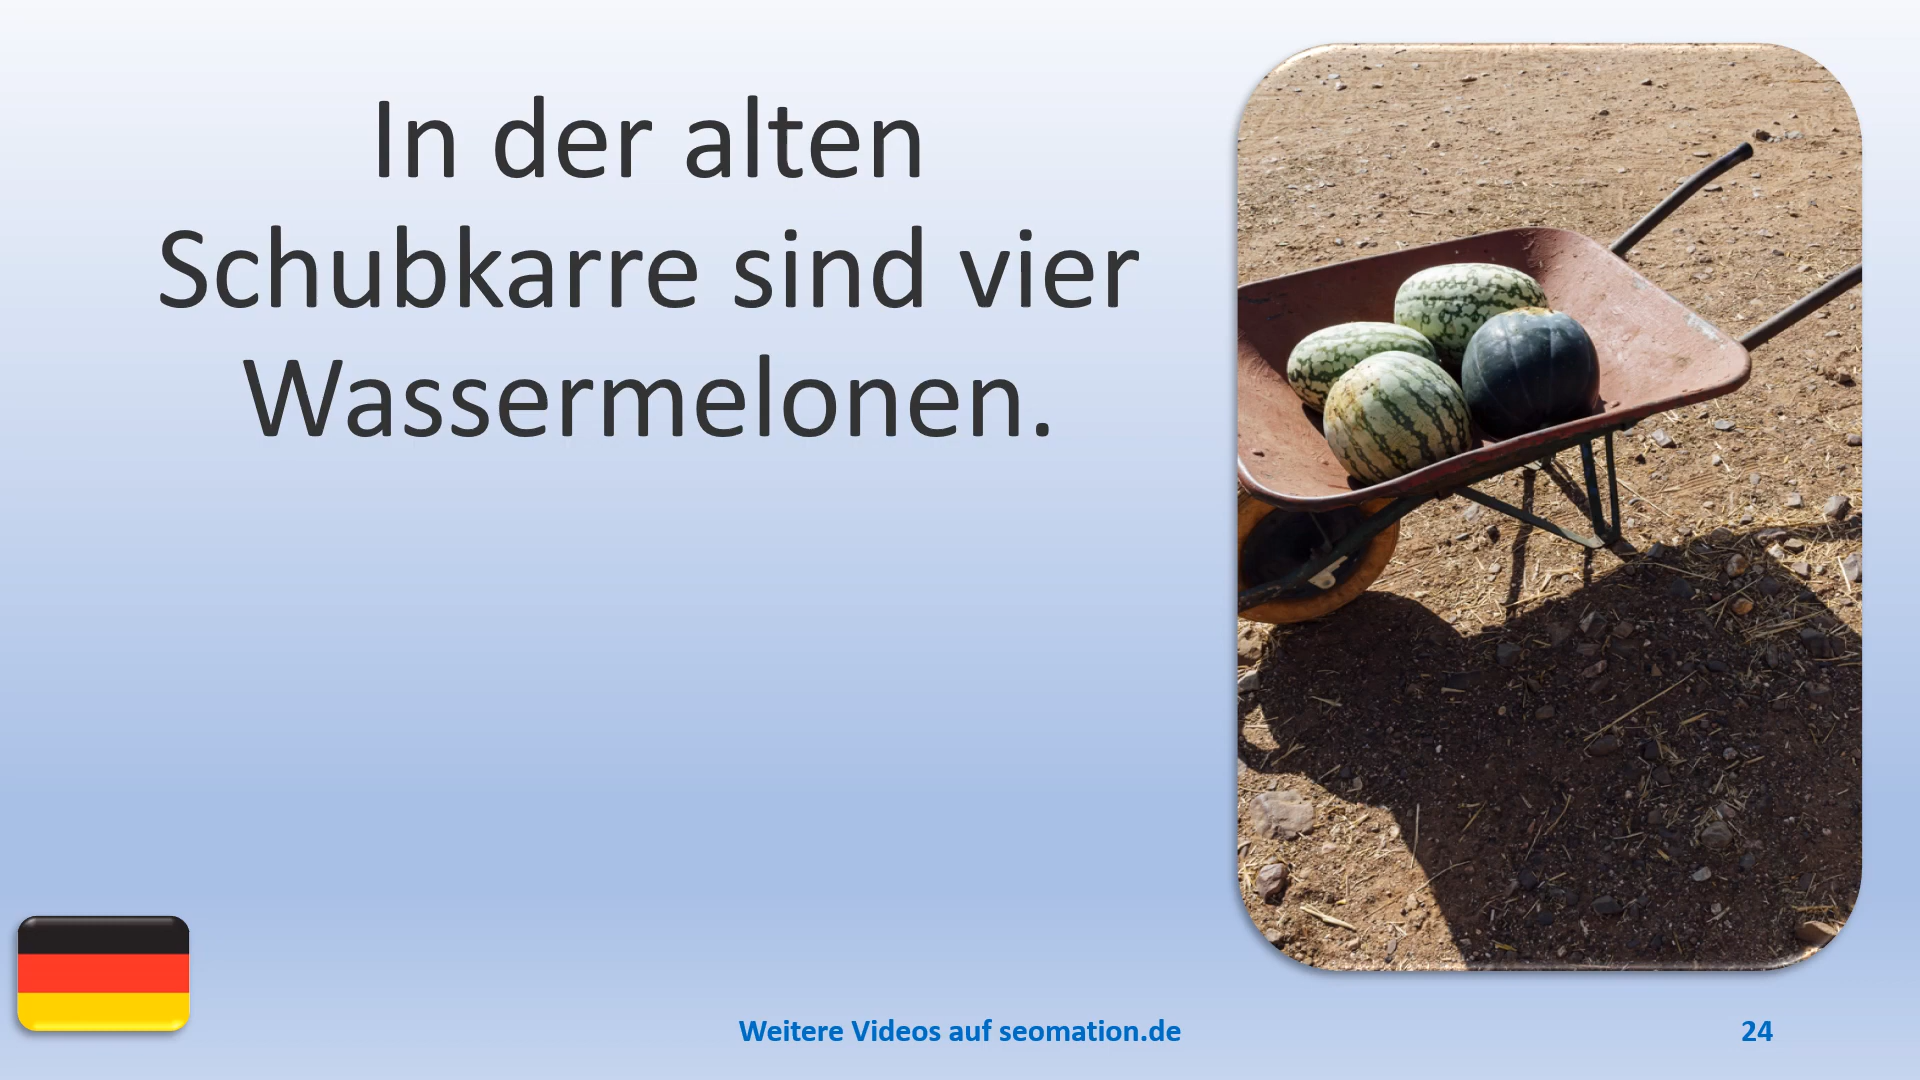 In der alten
Schubkarre sind vier
Wassermelonen.
Weitere Videos auf seomation.de
24